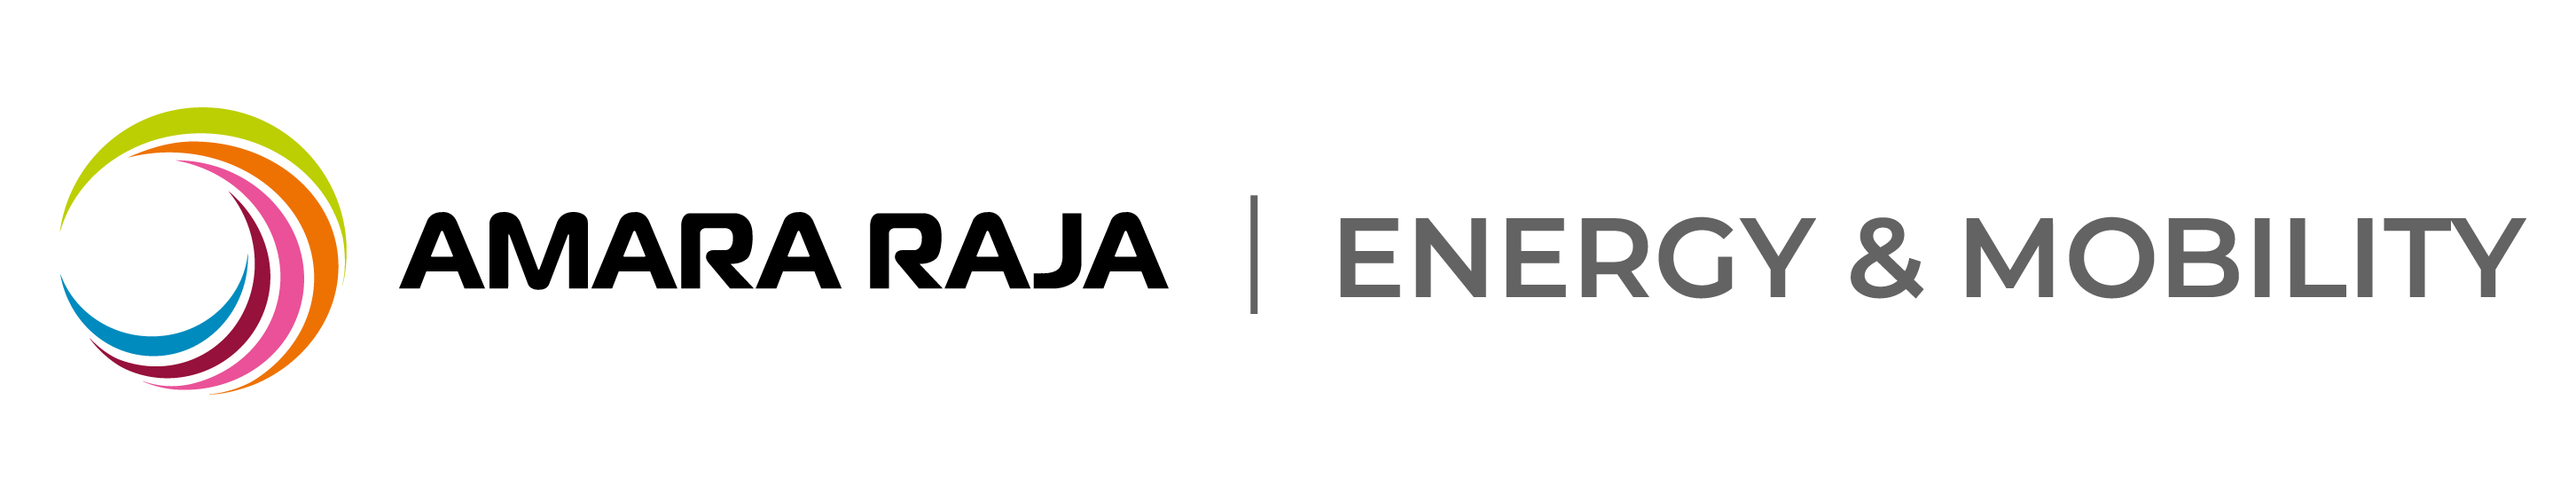 AMARA RAJA | ENERGY & MOBILITY